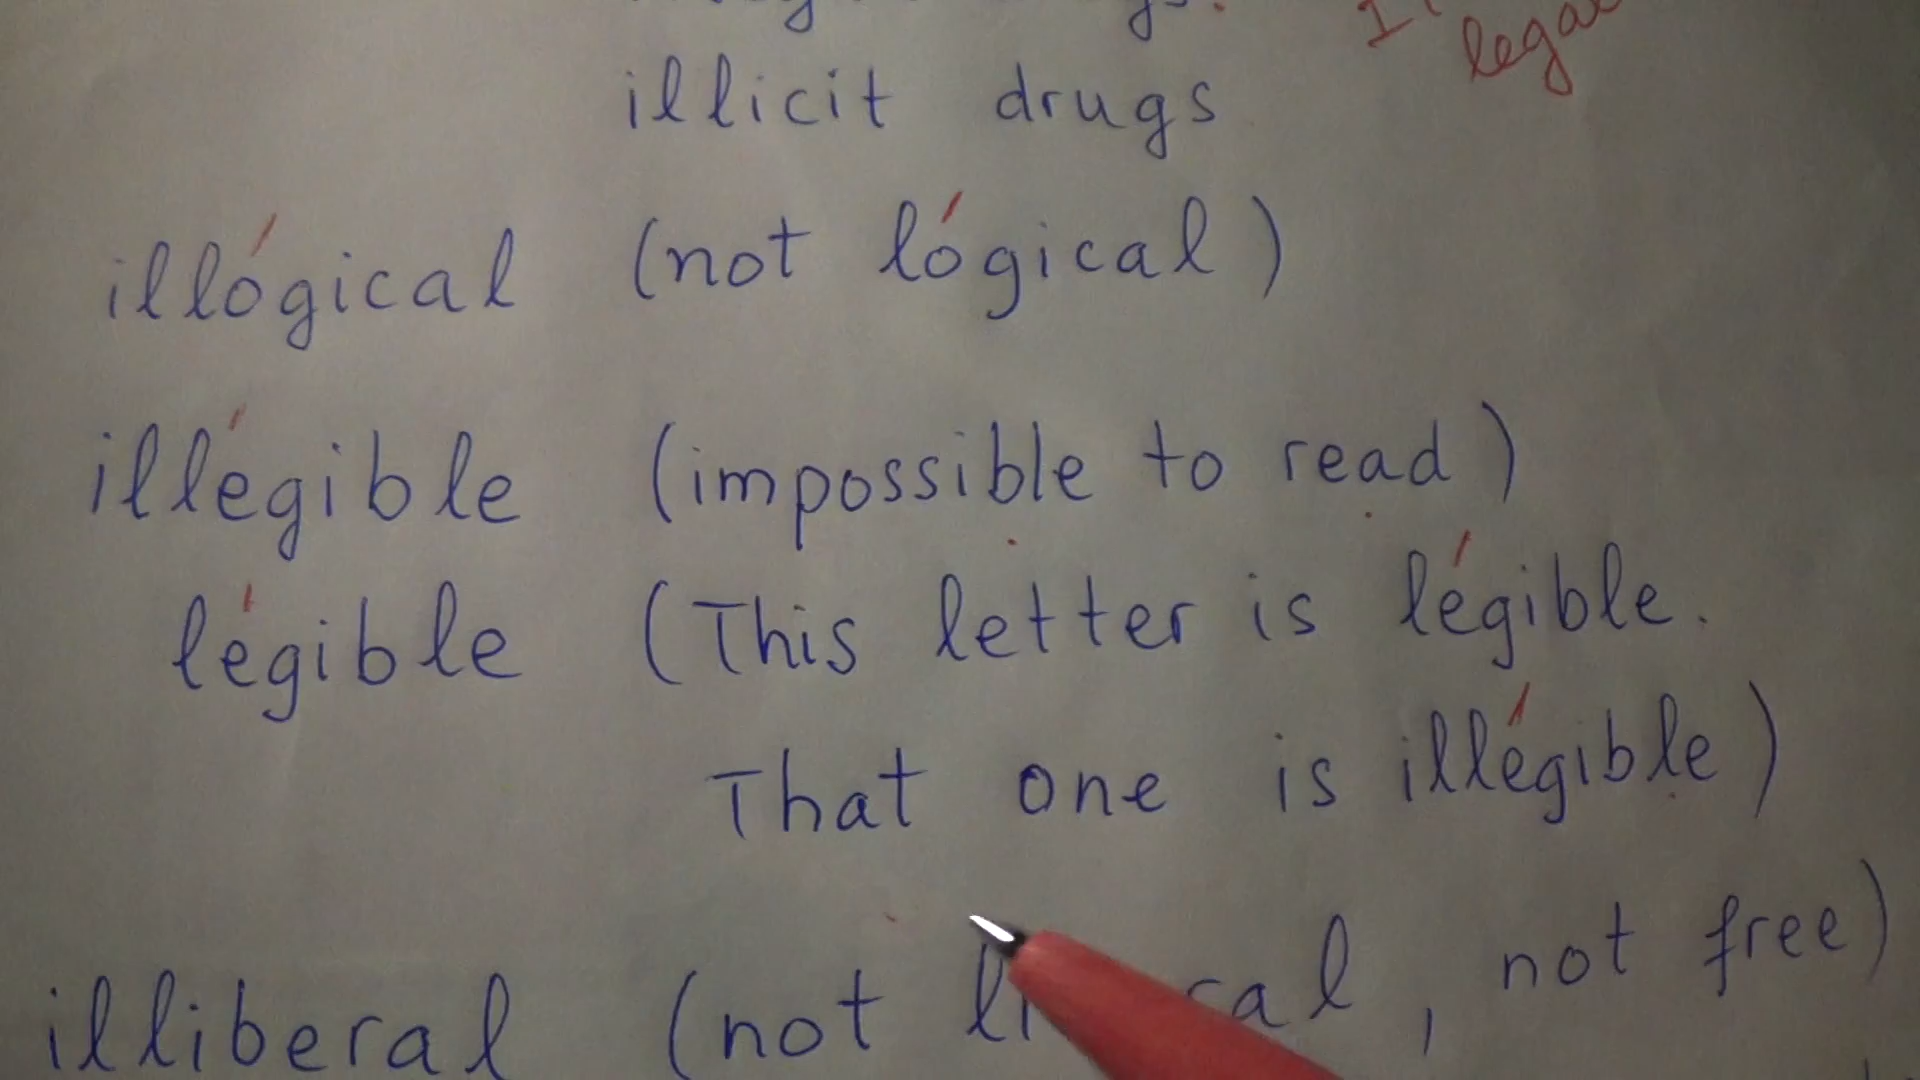 illicit drugs
illógical (not lógical)
illégible (impossible to read)
légible (This letter is légible.
That one is illégible)
illiberal (not , not free)